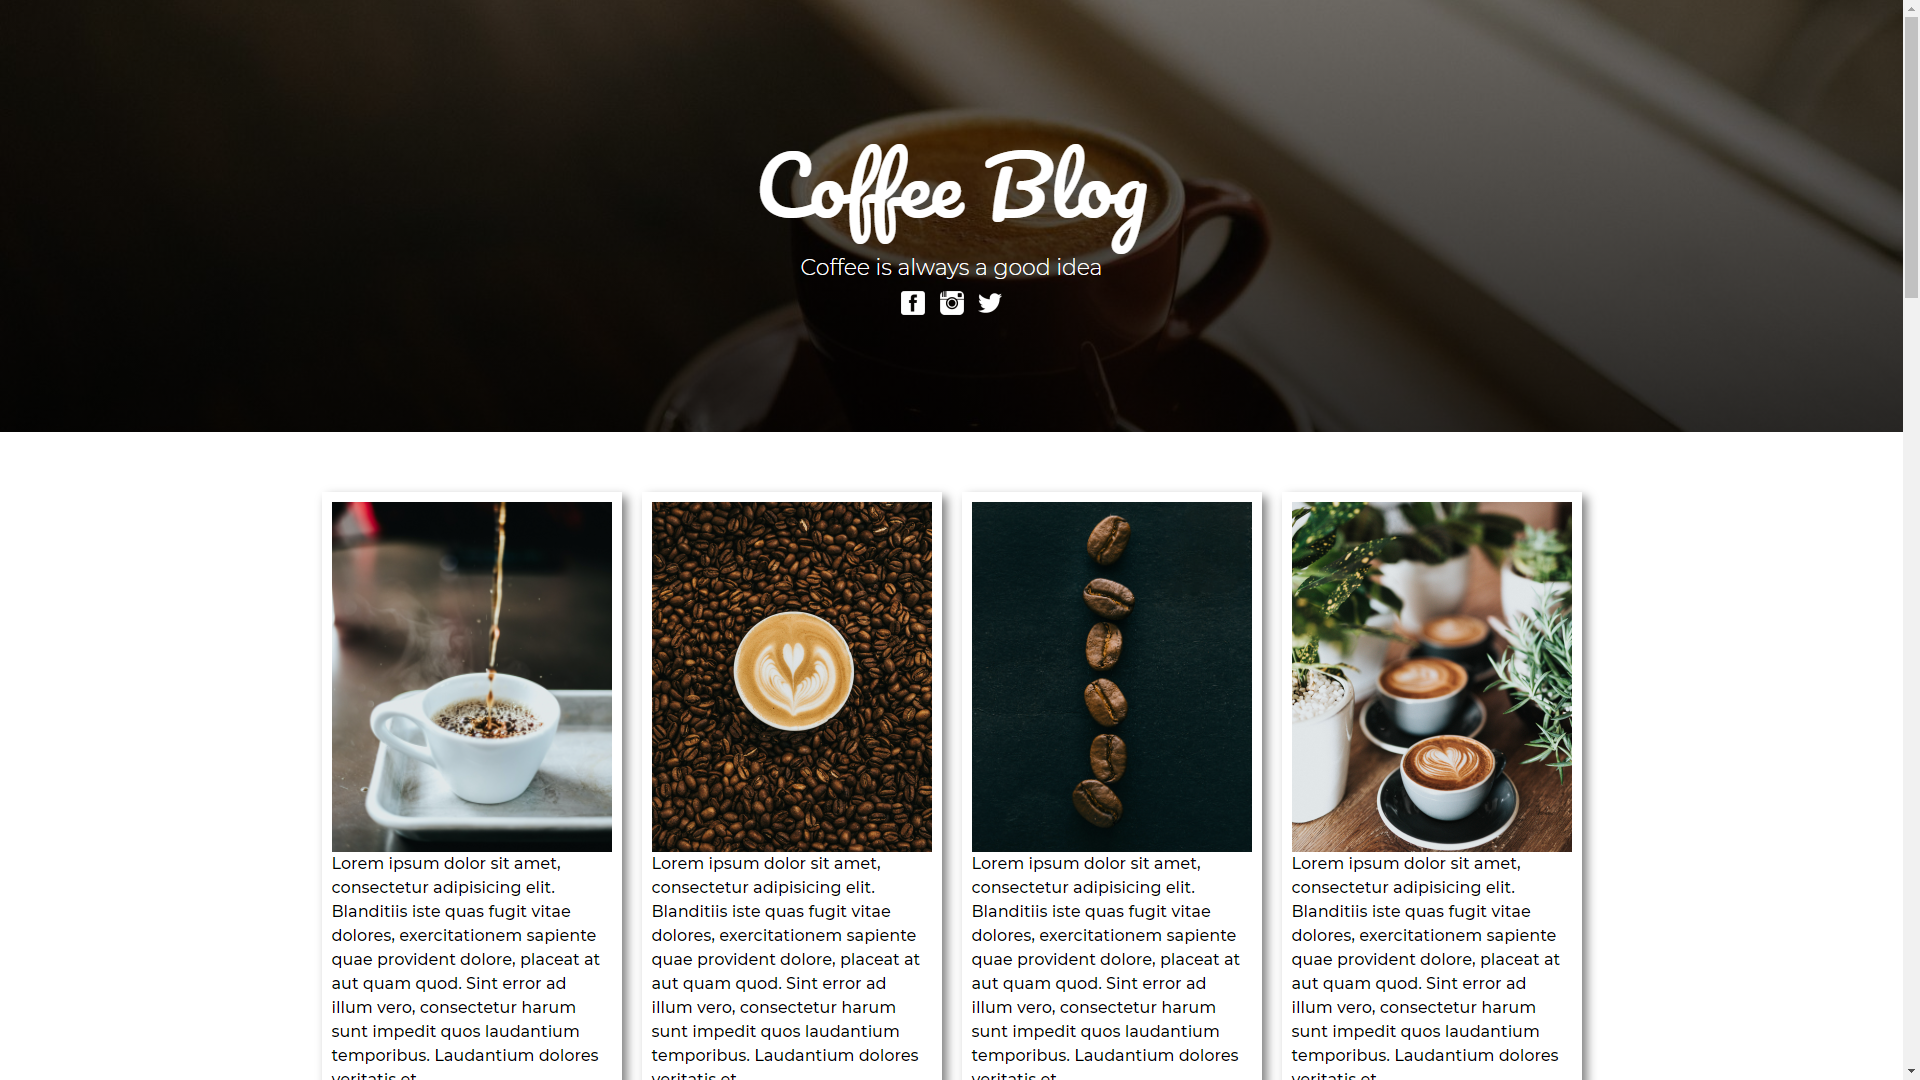 Coffee Blog
Coffee is always a good idea
Lorem ipsum dolor sit amet,
consectetur adipisicing elit.
Blanditiis iste quas fugit vitae
dolores, exercitationem sapiente
quae provident dolore, placeat at
aut quam quod. Sint error ad
illum vero, consectetur harum
sunt impedit quos laudantium
temporibus. Laudantium dolores
veritatis et
Lorem ipsum dolor sit amet,
consectetur adipisicing elit.
Blanditiis iste quas fugit vitae
dolores, exercitationem sapiente
quae provident dolore, placeat at
aut quam quod. Sint error ad
illum vero, consectetur harum
sunt impedit quos laudantium
temporibus. Laudantium dolores
veritatis et
Lorem ipsum dolor sit amet,
consectetur adipisicing elit.
Blanditiis iste quas fugit vitae
dolores, exercitationem sapiente
quae provident dolore, placeat at
aut quam quod. Sint error ad
illum vero, consectetur harum
sunt impedit quos laudantium
temporibus. Laudantium dolores
veritatis et
Lorem ipsum dolor sit amet,
consectetur adipisicing elit.
Blanditiis iste quas fugit vitae
dolores, exercitationem sapiente
quae provident dolore, placeat at
aut quam quod. Sint error ad
illum vero, consectetur harum
sunt impedit quos laudantium
temporibus. Laudantium dolores
veritatis et